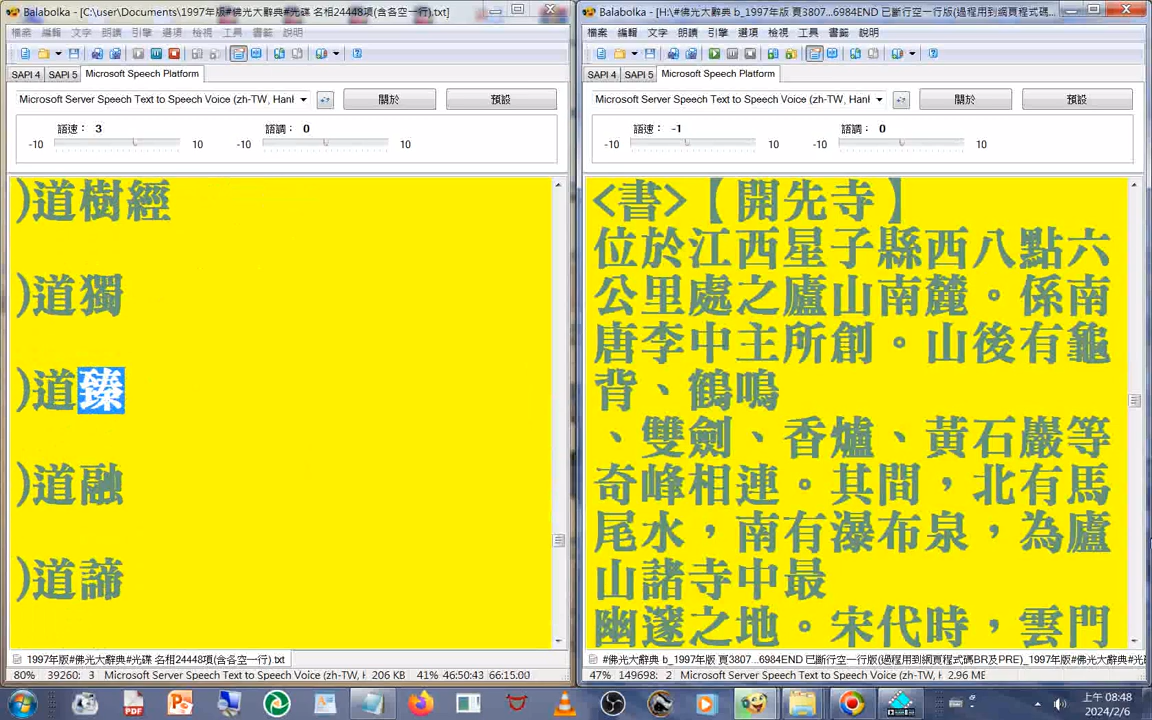 Balabolka - [C:\user\Documents\1997年版#佛光大辭典#光碟 名相24448項(含各空一行).txt]
檔案 編輯 文字 朗讀 引擎 選項 檢視 工具 書籤 說明
SAPI 4 SAPI 5 Microsoft Speech Platform
Microsoft Server Speech Text to Speech Voice (zh-TW, HanI 關於 預設
語速： 3 語調： 0
-10 10 -10 10
)道樹經
)道獨
)道臻
)道融
)道諦
1997年版#佛光大辭典#光碟 名相24448項(含各空一行).txt
80% 39260: 3 Microsoft Server Speech Text to Speech Voice (zh-TW, H 206 KB
Balabolka - [H:\#佛光大辭典 b_1997年版 頁3807...6984END 已斷行空一行版(過程用到網頁程式碼...
檔案 編輯 文字 朗讀 引擎 選項 檢視 工具 書籤 說明
SAPI 4 SAPI 5 Microsoft Speech Platform
Microsoft Server Speech Text to Speech Voice (zh-TW, HanI 關於 預設
語速： -1 語調： 0
-10 10 -10 10
<書>【開先寺】
位於江西星子縣西八點六
公里處之廬山南麓。係南
唐李中主所創。山後有龜
背、鶴鳴
、雙劍、香爐、黃石巖等
奇峰相連。其間，北有馬
尾水，南有瀑布泉，為廬
山諸寺中最
幽邃之地。宋代時，雲門
#佛光大辭典 b_1997年版 頁3807...6984END 已斷行空一行版(過程用到網頁程式碼BR及PRE)_1997年版#佛光大辭典#光
41% 46:50:43 66:15:00
47% 149698: 2 Microsoft Server Speech Text to Speech Voice (zh-TW, H 2.96 ME
PDF
上午 08:48
2024/2/6